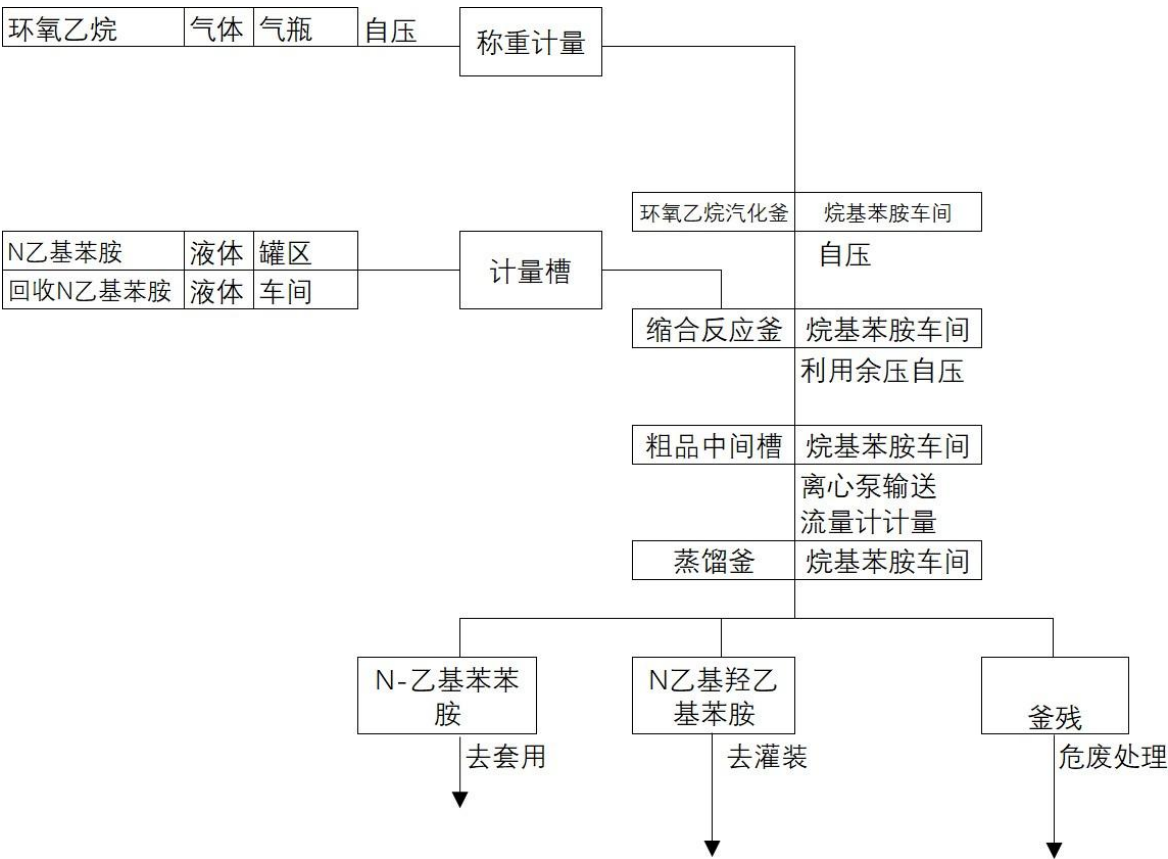 环氧乙烷 气体 气瓶 自压 称重计量
环氧乙烷汽化釜 烷基苯胺车间
自压
N乙基苯胺 液体 罐区
回收N乙基苯胺 液体 车间
计量槽
缩合反应釜 烷基苯胺车间
利用余压自压
粗品中间槽 烷基苯胺车间
离心泵输送
流量计计量
蒸馏釜 烷基苯胺车间
N-乙基苯苯
胺
去套用
N乙基羟乙
基苯胺
去灌装
釜残
危废处理